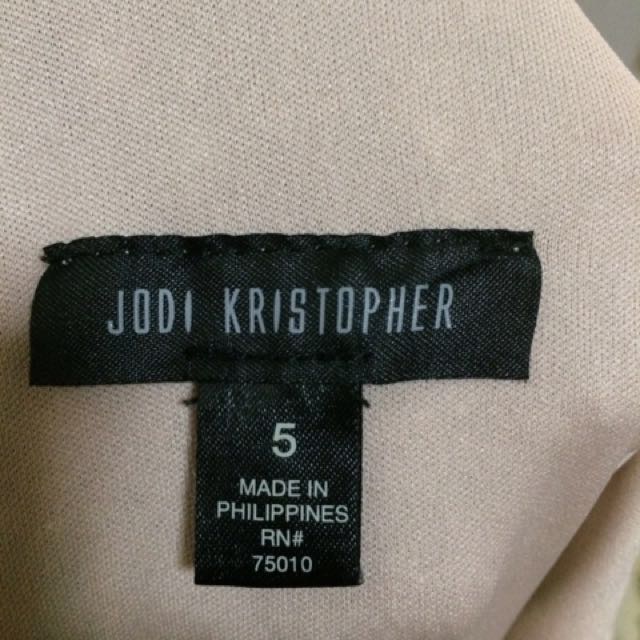 JODI KRISTOPHER
5
MADE IN
PHILIPPINES
RN#
75010